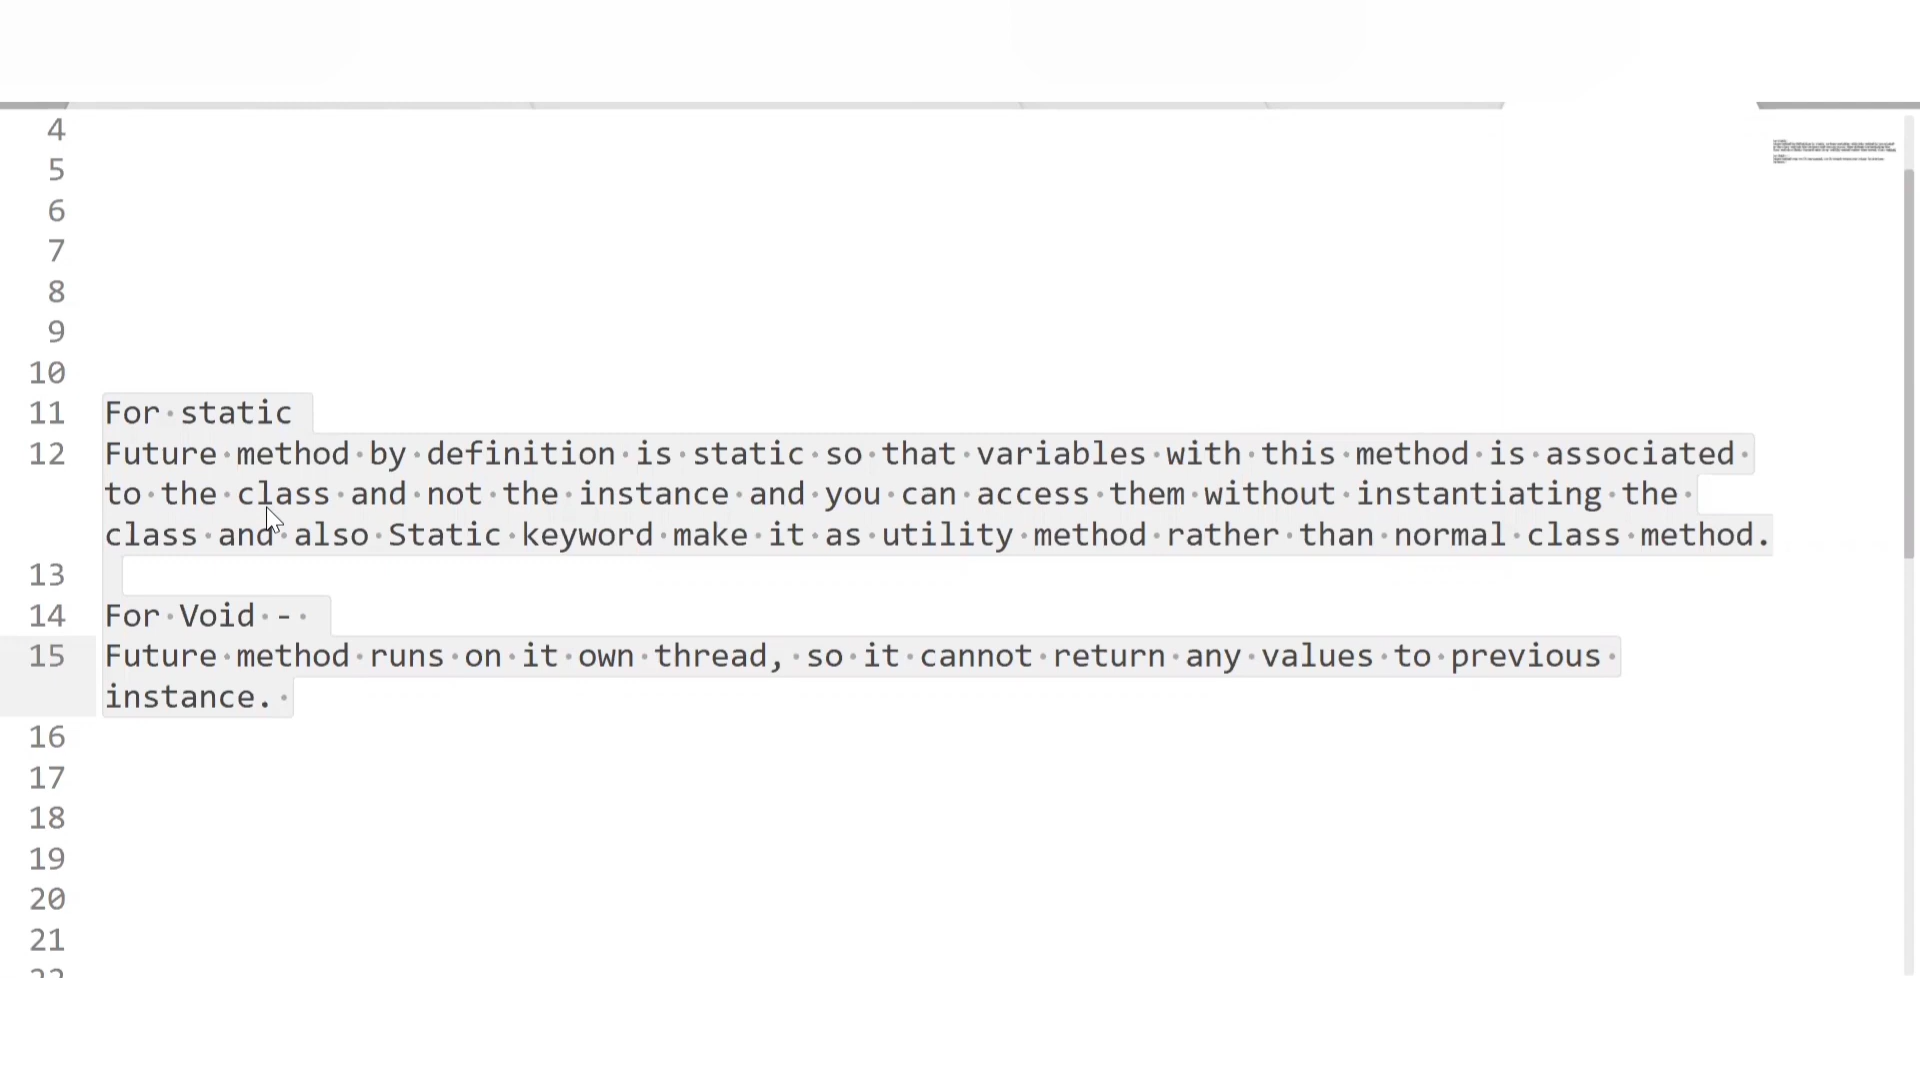 4
5
6
7
8
9
10
11 For static
12 Future method by definition is static so that variables with this method is associated
to the class and not the instance and you can access them without instantiating the
class and also Static keyword make it as utility method rather than normal class method.
13
14 For Void -
15 Future method runs on it own thread, so it cannot return any values to previous
instance.
16
17
18
19
20
21